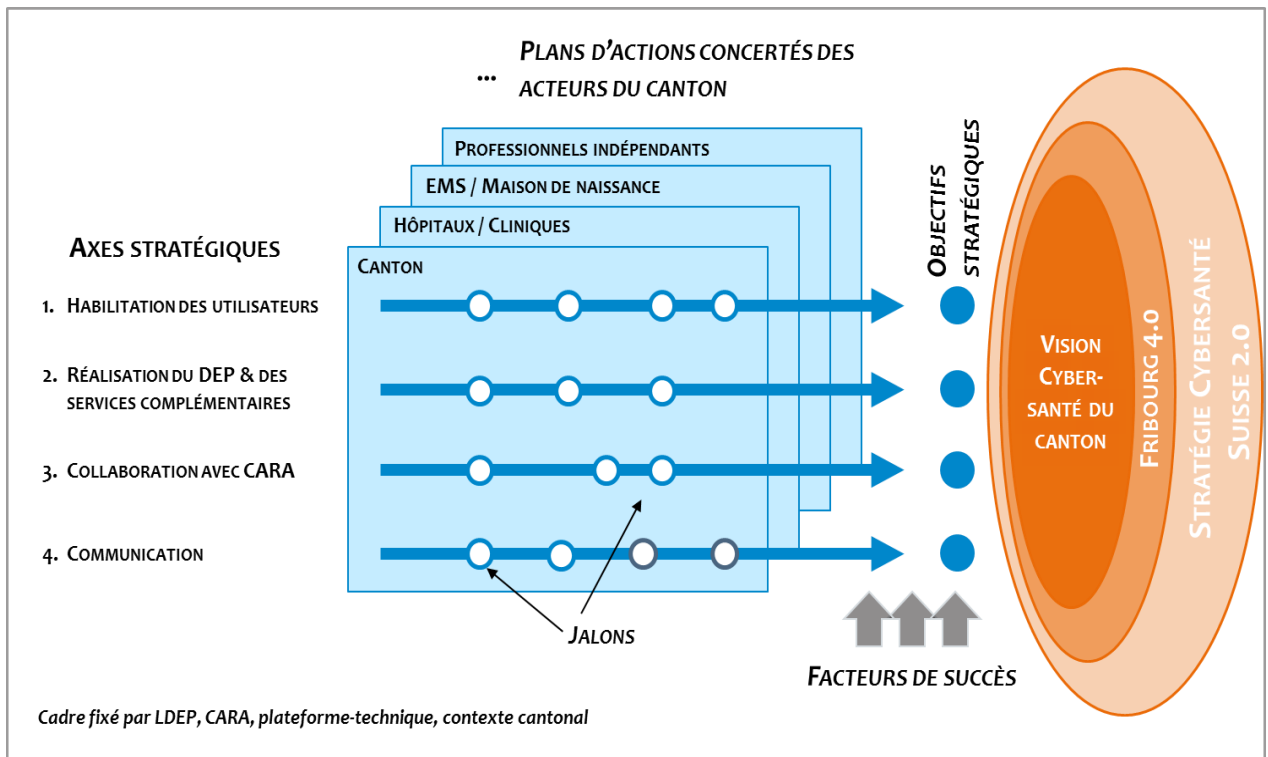 ... PLANS D'ACTIONS CONCERTÉS DES
ACTEURS DU CANTON
PROFESSIONNELS INDÉPENDANTS
EMS / MAISON DE NAISSANCE
HÔPITAUX / CLINIQUES
CANTON
AXES STRATÉGIQUES
1. HABILITATION DES UTILISATEURS
2. RÉALISATION DU DEP & DES
SERVICES COMPLÉMENTAIRES
3. COLLABORATION AVEC CARA
4. COMMUNICATION
JALONS
OBJECTIFS
STRATÉGIQUES
VISION
CYBER-
SANTÉ DU
CANTON
FRIBOURG 4.0
STRATÉGIE CYBERSANTÉ
SUISSE 2.0
FACTEURS DE SUCCÈS
Cadre fixé par LDEP, CARA, plateforme-technique, contexte cantonal